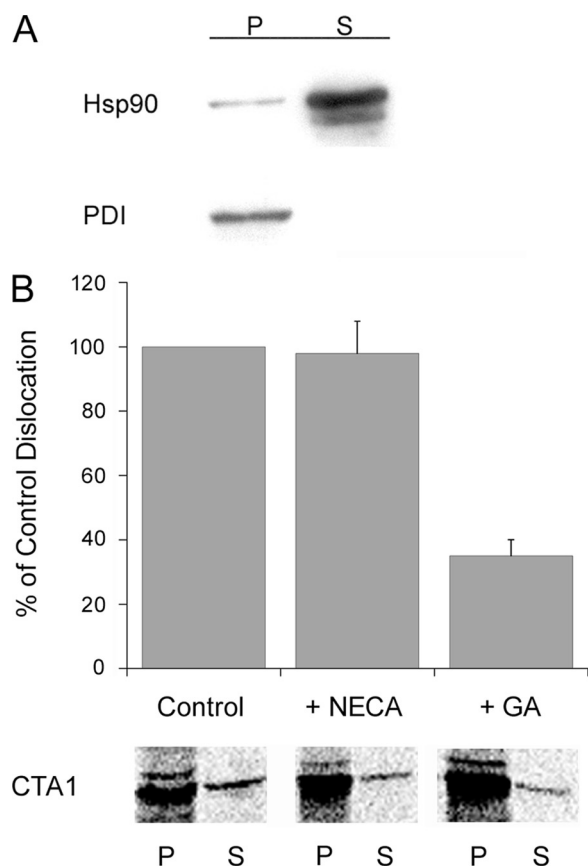 A
P S
Hsp90
PDI
B
% of Control Dislocation
120
100
80
60
40
20
0
Control + NECA + GA
CTA1
P S P S P S